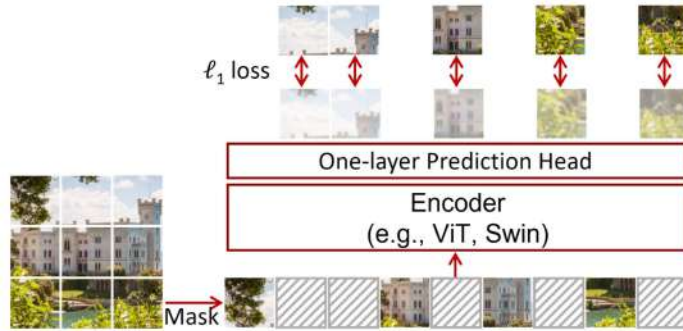 ℓ₁ loss
One-layer Prediction Head
Encoder
(e.g., ViT, Swin)
Mask